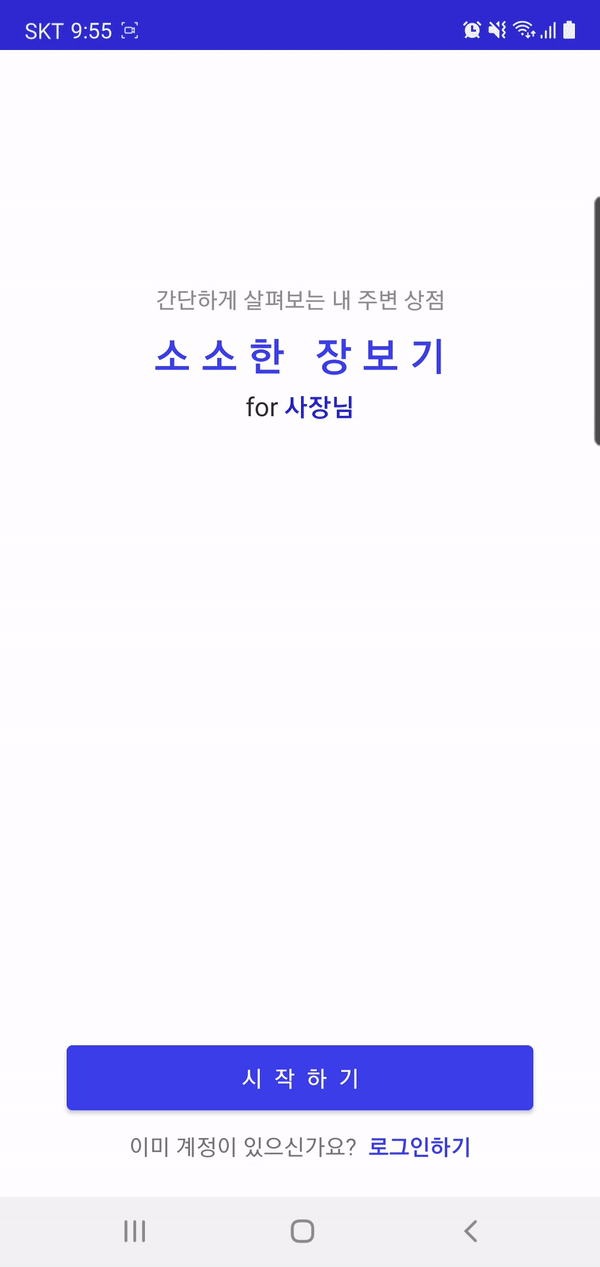 SKT 9:55
간단하게 살펴보는 내 주변 상점
소소한 장보기
for 사장님
시작하기
이미 계정이 있으신가요? 로그인하기